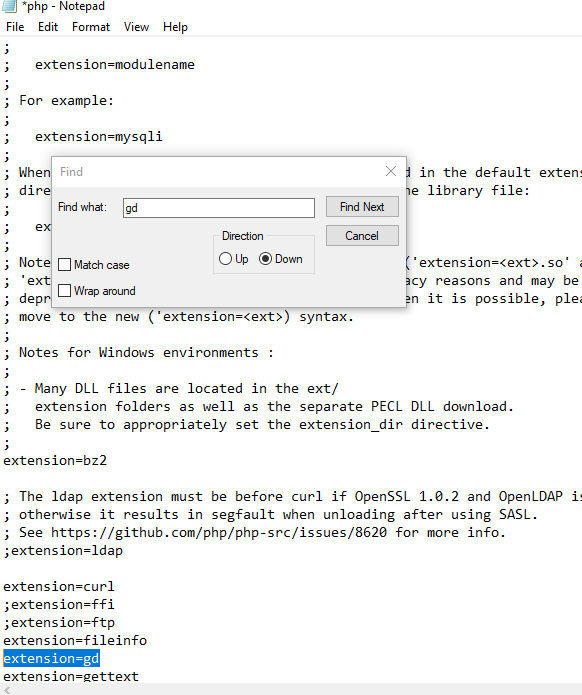 *php - Notepad
File Edit Format View Help
;
; extension=modulename
;
; For example:
;
; extension=mysqli
;
; When d in the default extens
; dire he library file:
;
; ex
;
; Note ('extension=<ext>.so' a
; 'ext acy reasons and may be
; depr en it is possible, plea
; move to the new ('extension=<ext>) syntax.
;
; Notes for Windows environments :
;
; - Many DLL files are located in the ext/
; extension folders as well as the separate PECL DLL download.
; Be sure to appropriately set the extension_dir directive.
;
extension=bz2
; The ldap extension must be before curl if OpenSSL 1.0.2 and OpenLDAP is
; otherwise it results in segfault when unloading after using SASL.
; See https://github.com/php/php-src/issues/8620 for more info.
;extension=ldap
extension=curl
;extension=ffi
;extension=ftp
extension=fileinfo
extension=gd
extension=gettext
Find
Find what: gd Find Next
Direction Cancel
Up Down
Match case
Wrap around